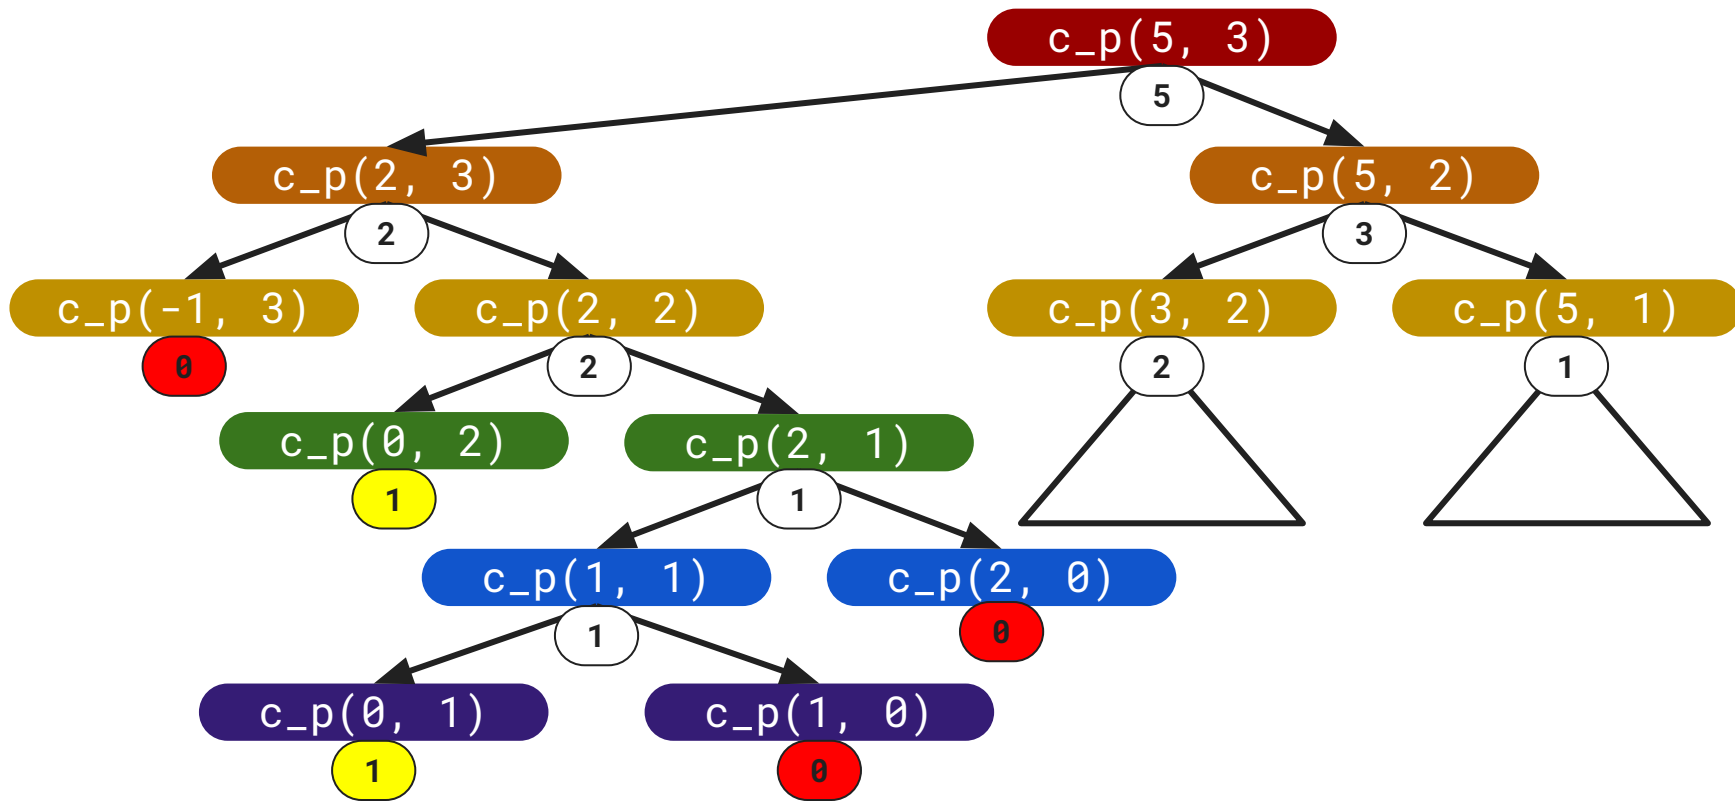 c_p(5, 3)
5
c_p(2, 3)
c_p(5, 2)
2
3
c_p(-1, 3)
c_p(2, 2)
c_p(3, 2)
c_p(5, 1)
0
2
2
1
c_p(0, 2)
c_p(2, 1)
1
1
c_p(1, 1)
c_p(2, 0)
1
0
c_p(0, 1)
c_p(1, 0)
1
0